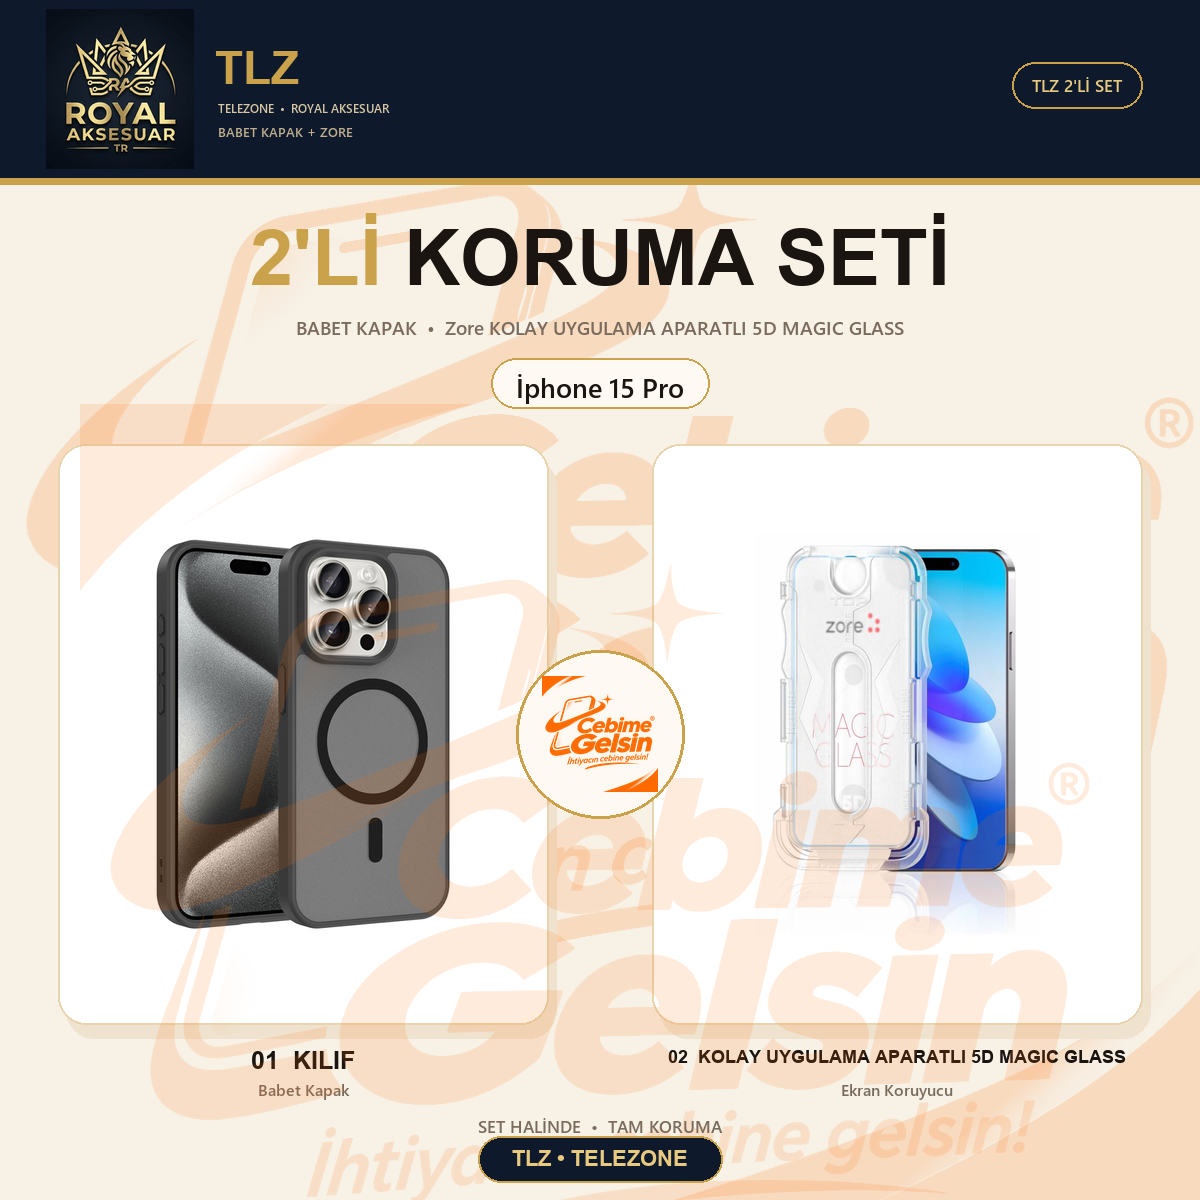 ROYAL
AKSESUAR
TR
TLZ
TELEZONE • ROYAL AKSESUAR
BABET KAPAK + ZORE
TLZ 2'Lİ SET
2'Lİ KORUMA SETİ
BABET KAPAK • Zore KOLAY UYGULAMA APARATLI 5D MAGIC GLASS
İphone 15 Pro
zore
MAGIC
GLASS
5D
Cebime
Gelsin
İhtiyacın cebine gelsin!
Cebime
Gelsin
®
01 KILIF
Babet Kapak
02 KOLAY UYGULAMA APARATLI 5D MAGIC GLASS
Ekran Koruyucu
SET HALİNDE • TAM KORUMA
TLZ • TELEZONE